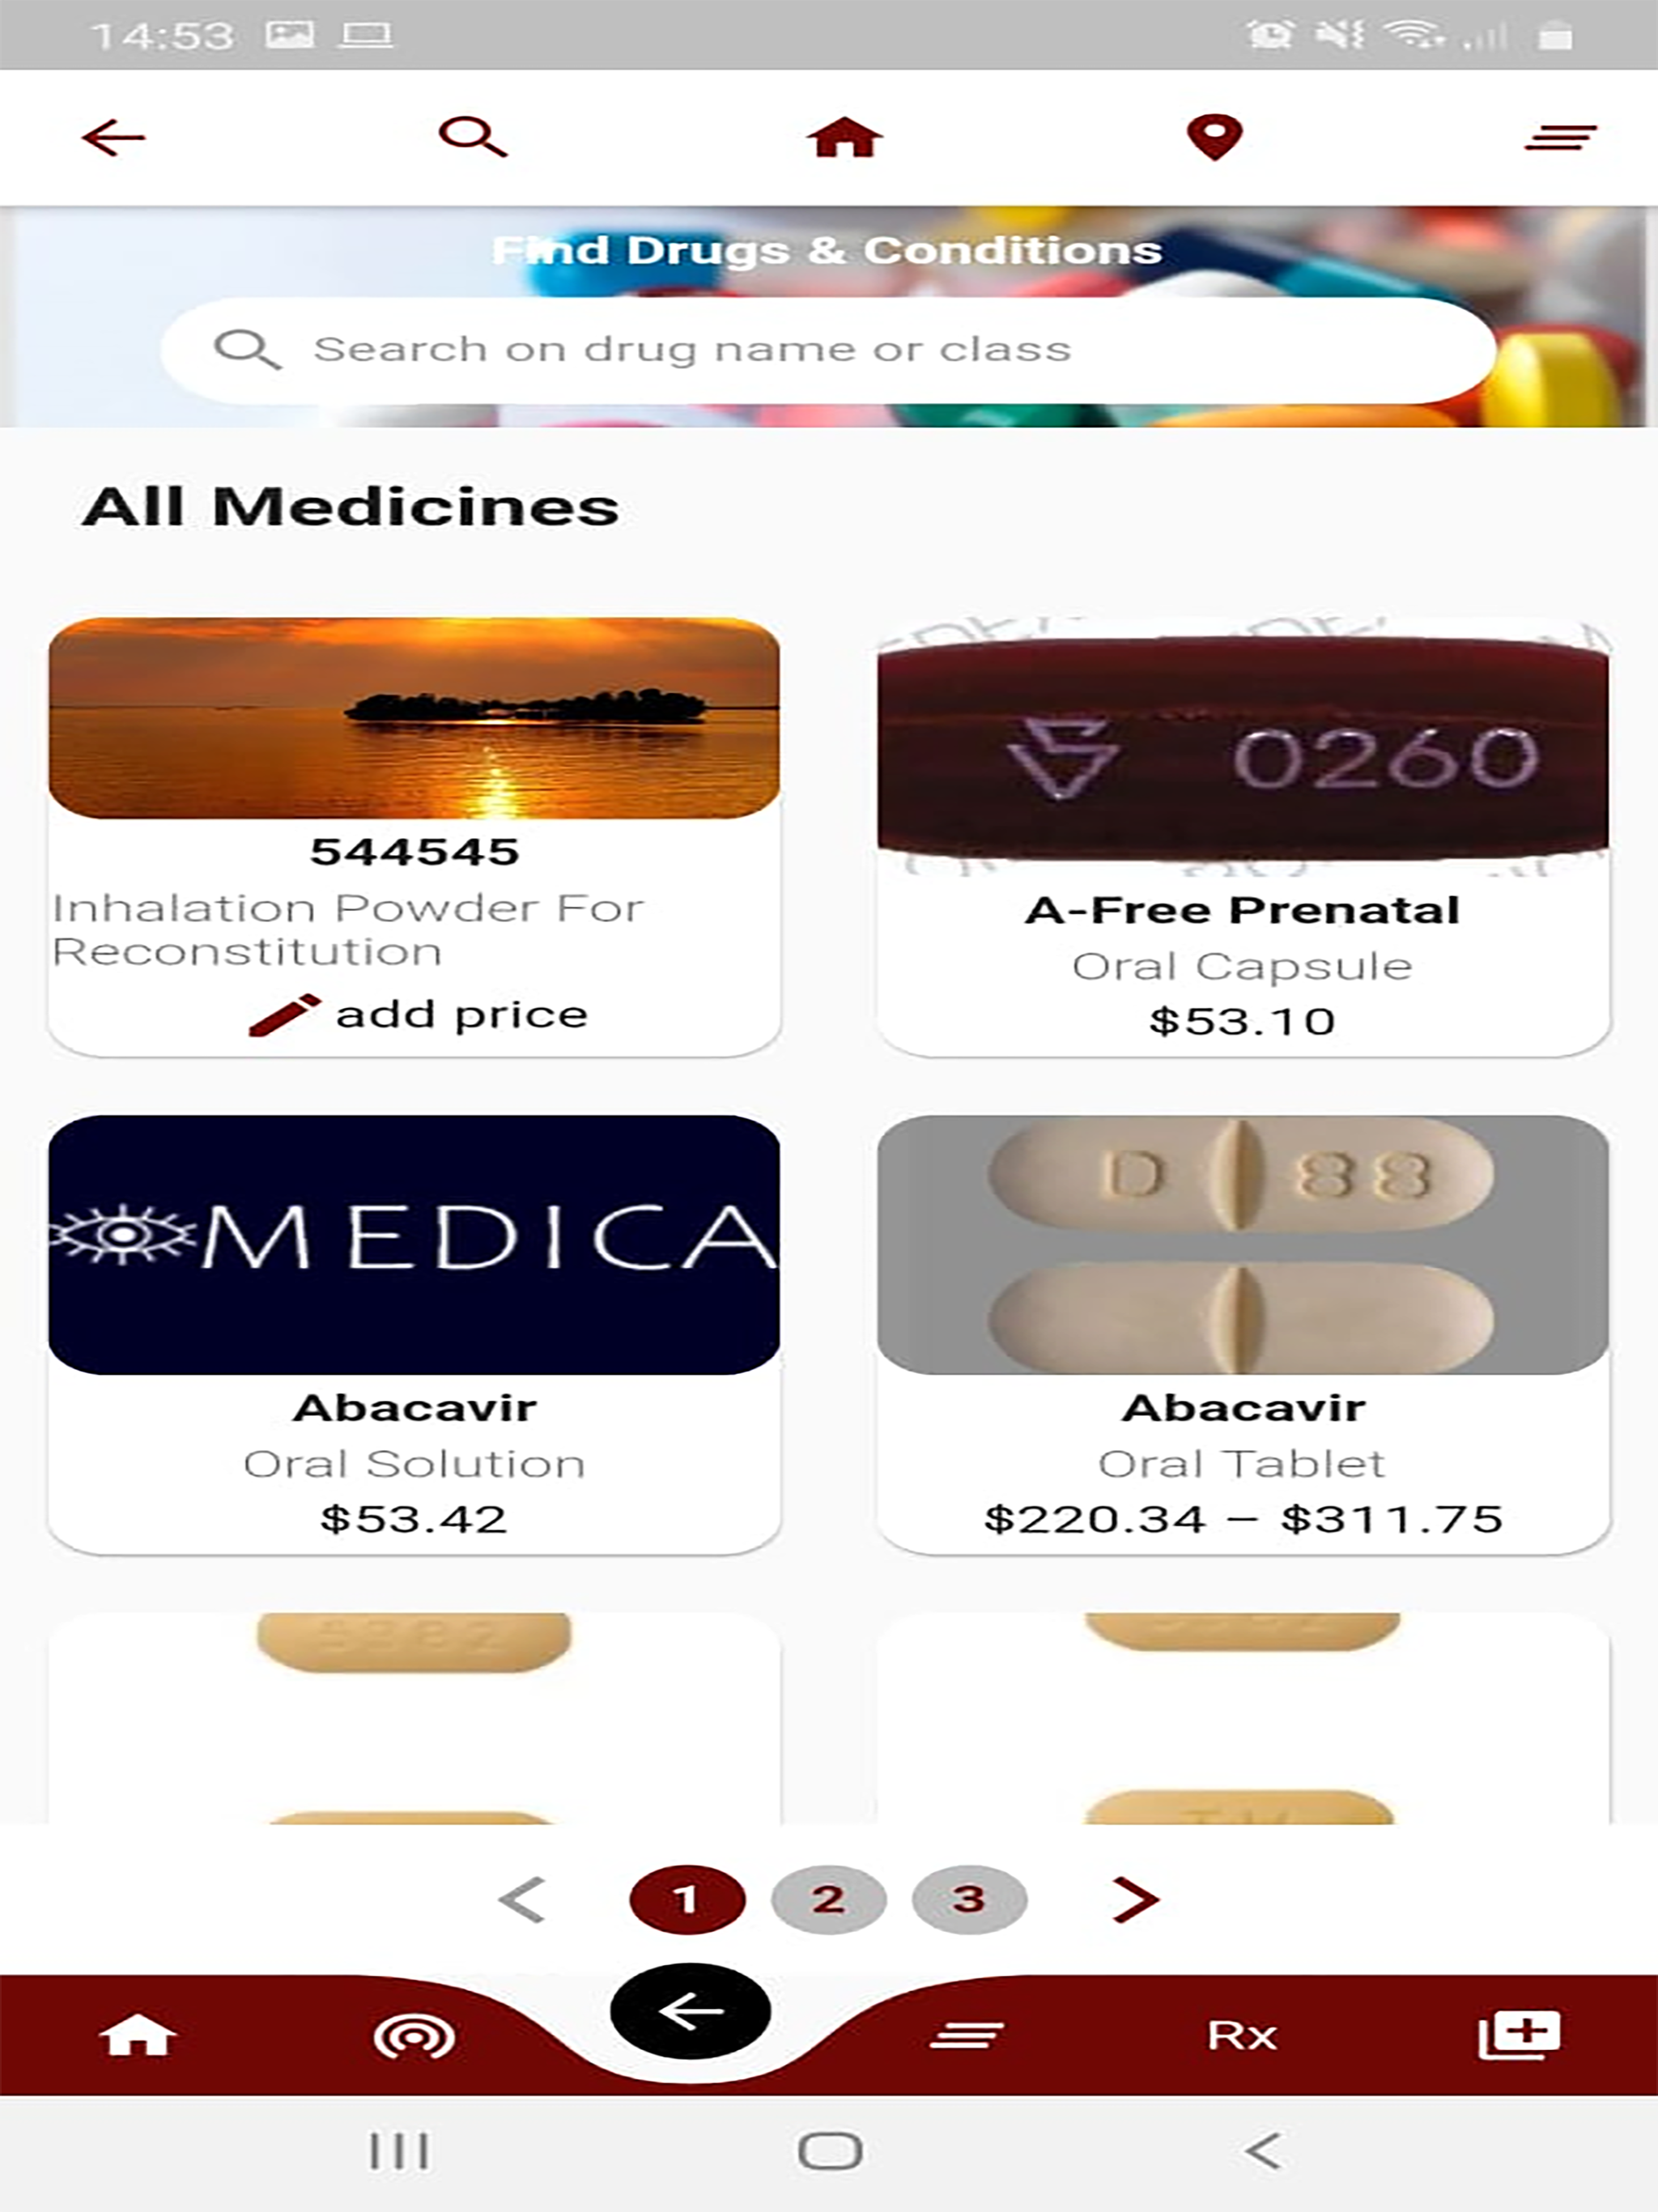 14:53
Find Drugs & Conditions
Search on drug name or class
All Medicines
0260
544545
Inhalation Powder For
Reconstitution
add price
A-Free Prenatal
Oral Capsule
$53.10
MEDICA
D 88
Abacavir
Oral Solution
$53.42
Abacavir
Oral Tablet
$220.34 – $311.75
1 2 3
Rx